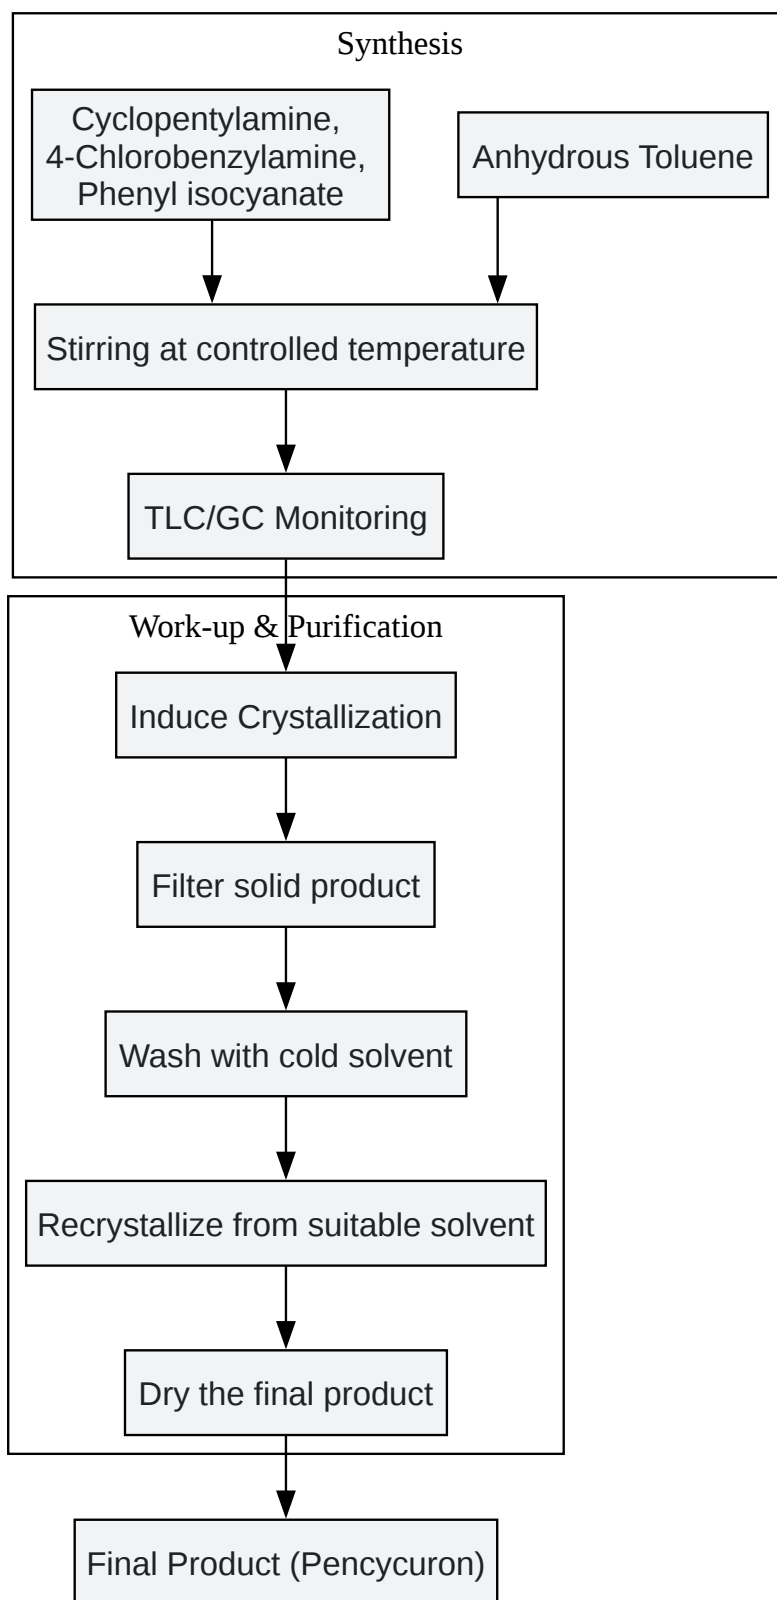 Synthesis
Cyclopentylamine,
4-Chlorobenzylamine,
Phenyl isocyanate
Anhydrous Toluene
Stirring at controlled temperature
TLC/GC Monitoring
Work-up & Purification
Induce Crystallization
Filter solid product
Wash with cold solvent
Recrystallize from suitable solvent
Dry the final product
Final Product (Pencycuron)